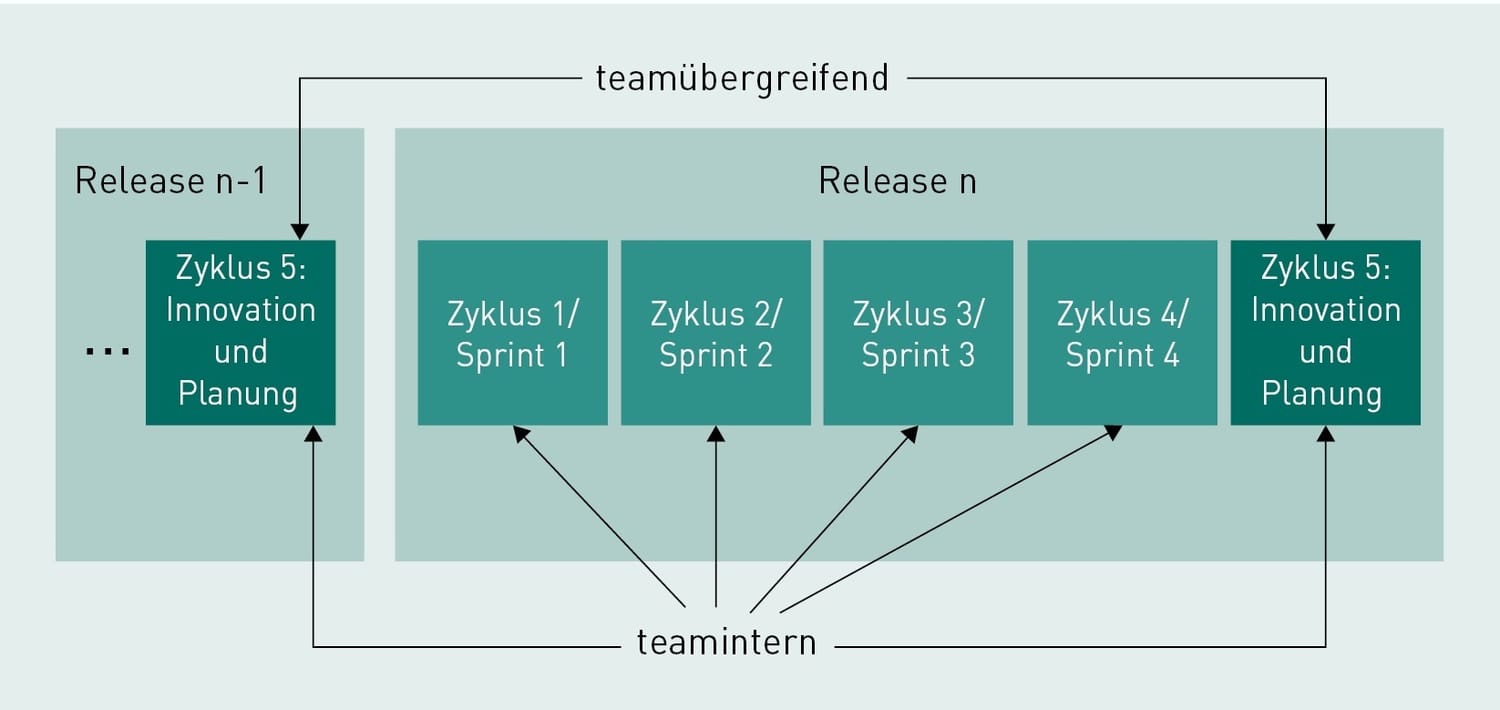 teamübergreifend
Release n-1
Release n
...
Zyklus 5:
Innovation
und
Planung
Zyklus 1/
Sprint 1
Zyklus 2/
Sprint 2
Zyklus 3/
Sprint 3
Zyklus 4/
Sprint 4
Zyklus 5:
Innovation
und
Planung
teamintern